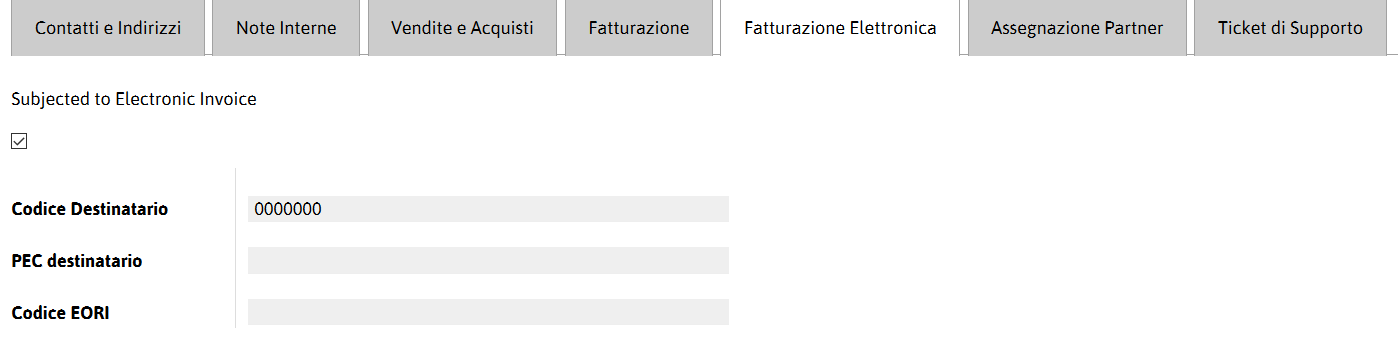 Contatti e Indirizzi Note Interne Vendite e Acquisti Fatturazione Fatturazione Elettronica Assegnazione Partner Ticket di Supporto
Subjected to Electronic Invoice
Codice Destinatario 0000000
PEC destinatario
Codice EORI